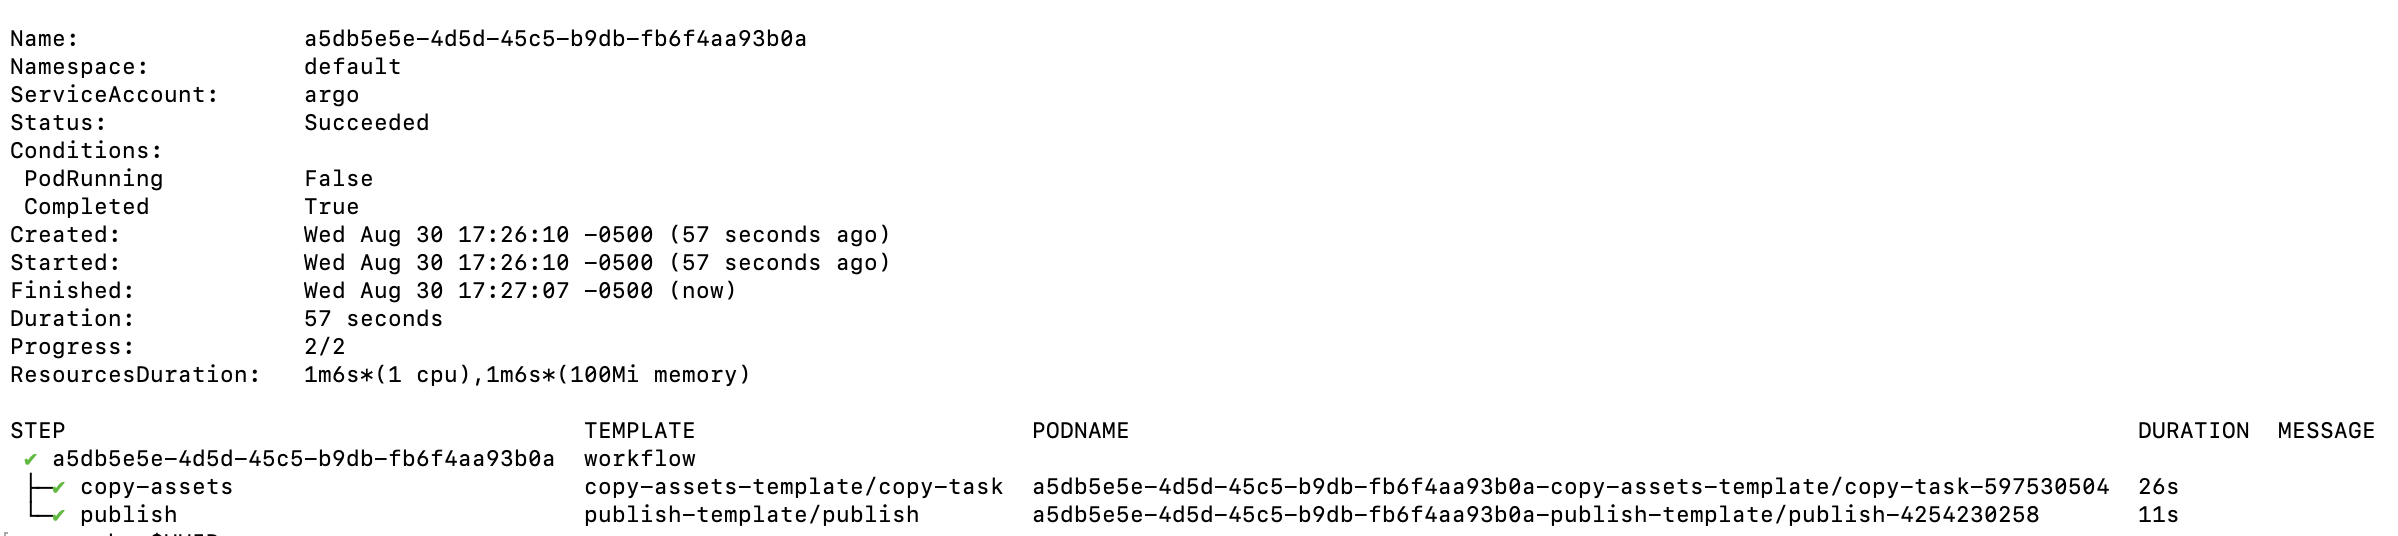 Name: a5db5e5e-4d5d-45c5-b9db-fb6f4aa93b0a
Namespace: default
ServiceAccount: argo
Status: Succeeded
Conditions:
PodRunning False
Completed True
Created: Wed Aug 30 17:26:10 -0500 (57 seconds ago)
Started: Wed Aug 30 17:26:10 -0500 (57 seconds ago)
Finished: Wed Aug 30 17:27:07 -0500 (now)
Duration: 57 seconds
Progress: 2/2
ResourcesDuration: 1m6s*(1 cpu),1m6s*(100Mi memory)
STEP TEMPLATE PODNAME DURATION MESSAGE
✔ a5db5e5e-4d5d-45c5-b9db-fb6f4aa93b0a workflow
├─✔ copy-assets copy-assets-template/copy-task a5db5e5e-4d5d-45c5-b9db-fb6f4aa93b0a-copy-assets-template/copy-task-597530504 26s
└─✔ publish publish-template/publish a5db5e5e-4d5d-45c5-b9db-fb6f4aa93b0a-publish-template/publish-4254230258 11s